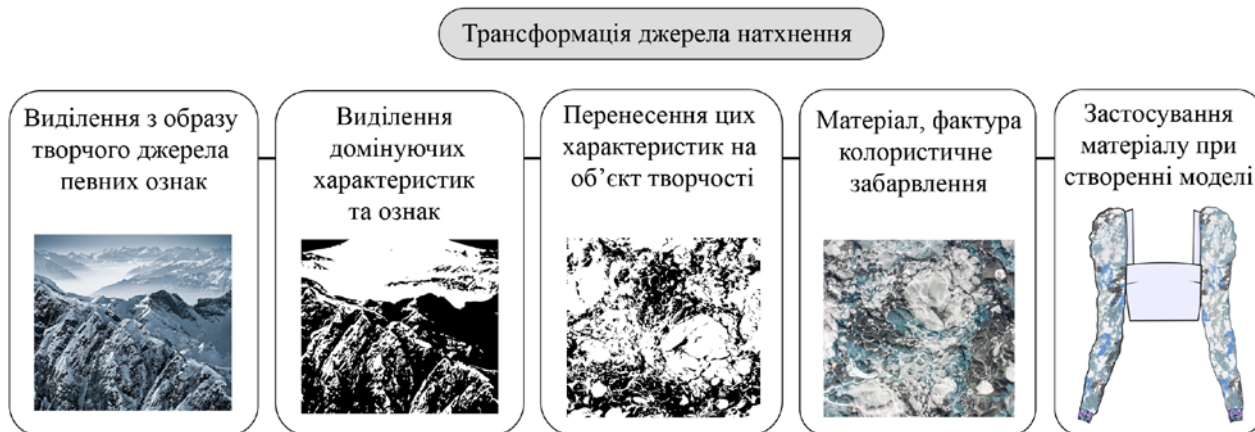 Трансформація джерела натхнення
Виділення з образу
творчого джерела
певних ознак
Виділення
домінуючих
характеристик
та ознак
Перенесення цих
характеристик на
об’єкт творчості
Матеріал, фактура
колористичне
забарвлення
Застосування
матеріалу при
створенні моделі